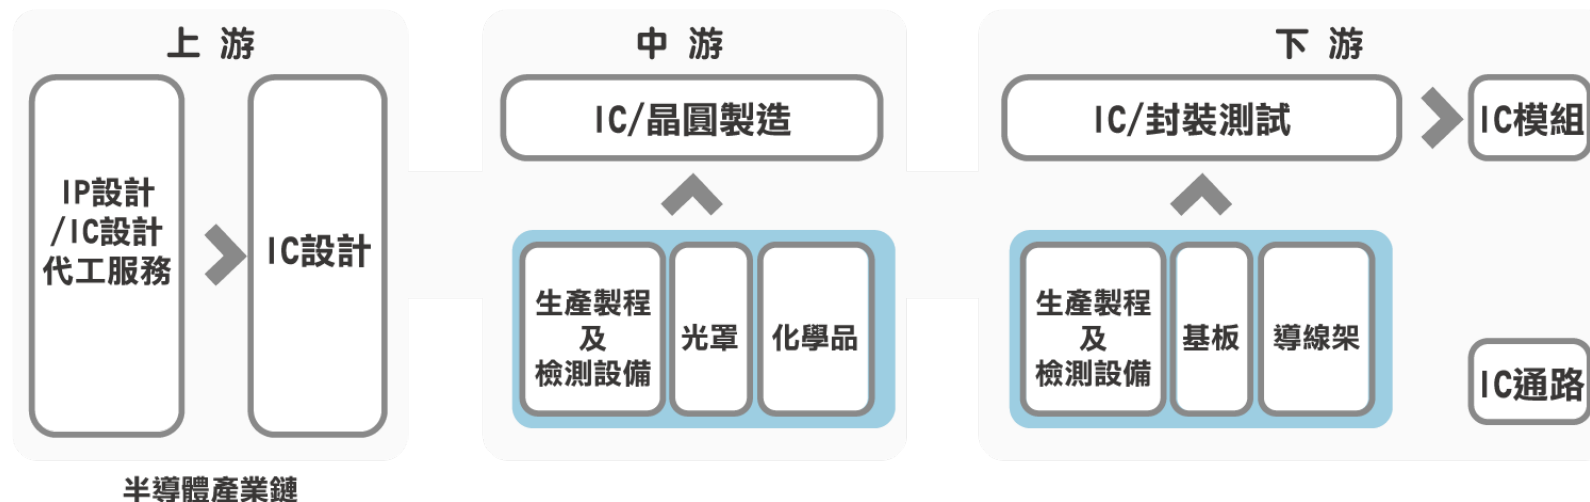 上游
IP設計
/IC設計
代工服務
IC設計
中游
IC/晶圓製造
生產製程
及
檢測設備
光罩
化學品
下游
IC/封裝測試
IC模組
生產製程
及
檢測設備
基板
導線架
IC通路
半導體產業鏈